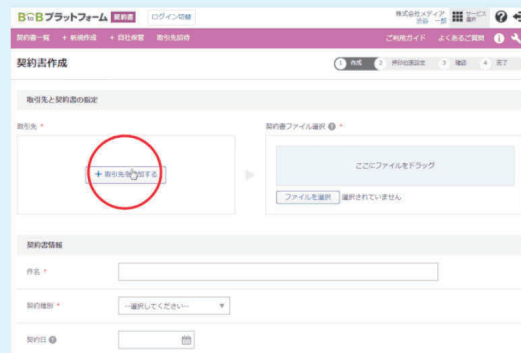 BtoBプラットフォーム 契約書 ログイン切替
株式会社メディア
渋谷 一郎
サービス
選択
契約書一覧 + 新規作成 + 自社保管 取引先招待 ご利用ガイド よくあるご質問
契約書作成
1 作成 2 押印位置設定 3 確認 4 完了
取引先と契約書の指定
取引先 * 契約書ファイル選択 *
+ 取引先を追加する
ここにファイルをドラッグ
ファイルを選択 選択されていません
契約書情報
件名 *
契約種別 * --選択してください--
契約日